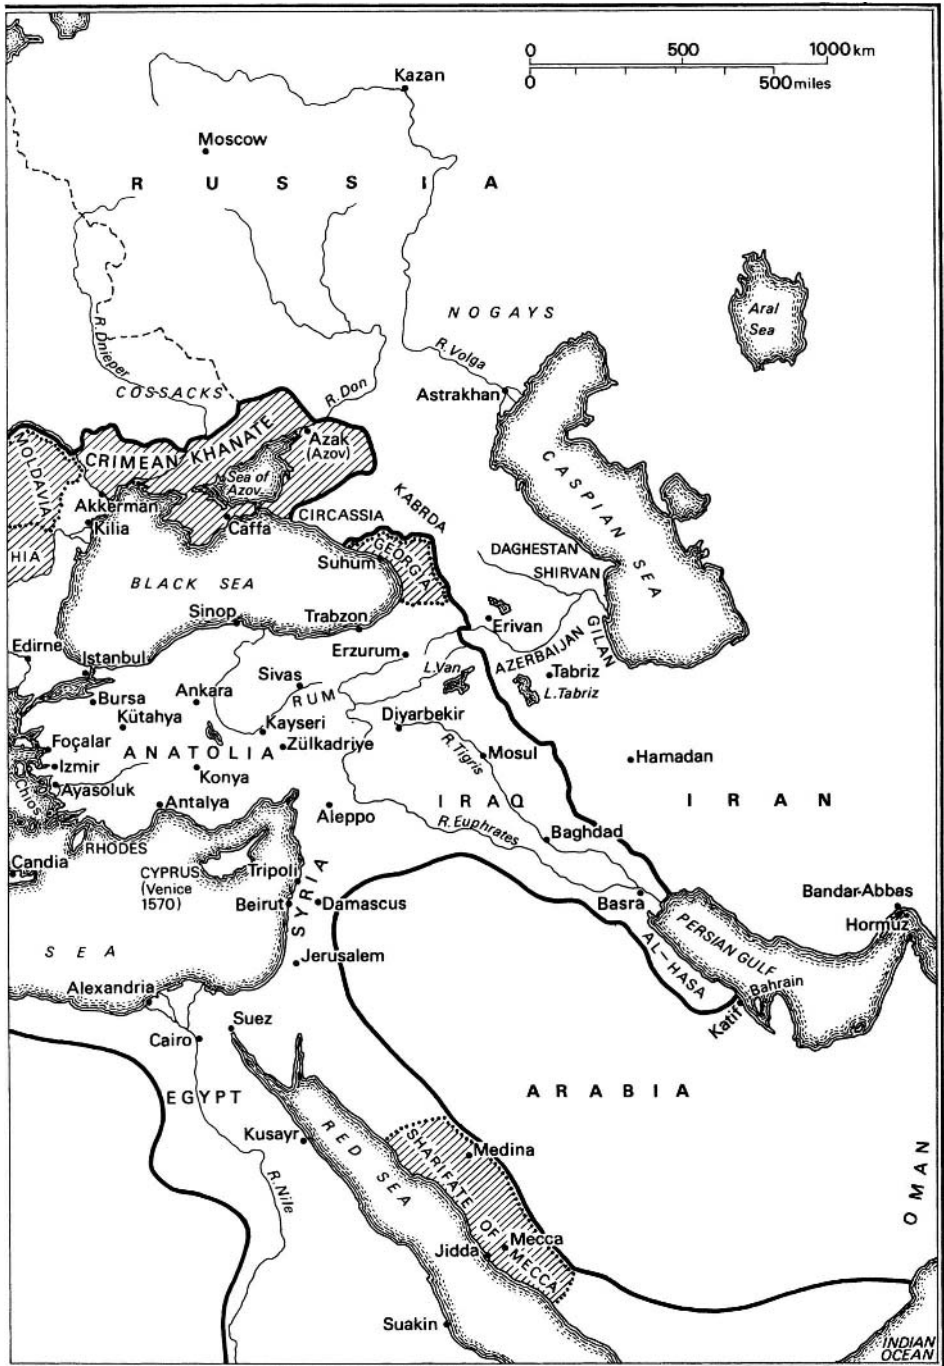 0 500 1000 km
0 500 miles
Kazan
Moscow
R U S S I A
Aral
Sea
NOGAYS
R. Volga
R. Dnieper
COSSACKS
R. Don
Astrakhan
MOLDAVIA
CRIMEAN KHANATE
Azak
(Azov)
Sea of
Azov
CASPIAN SEA
Akkerman
Kilia
Caffa
CIRCASSIA
KABRDA
HIA
GEORGIA
Suhum
DAGHESTAN
SHIRVAN
BLACK SEA
Sinop
Trabzon
Erivan
Edirne
Istanbul
Erzurum
AZERBAIJAN
GILAN
Sivas
RUM
L. Van
Tabriz
L. Tabriz
Bursa
Ankara
Kütahya
Kayseri
Diyarbekir
Foçalar
ANATOLIA
Zülkadriye
R. Tigris
Mosul
Hamadan
Izmir
Konya
Ayasoluk
Chios
Antalya
Aleppo
IRAQ
IRAN
R. Euphrates
Baghdad
RHODES
Candia
CYPRUS
(Venice
1570)
Tripoli
SYRIA
Beirut
Damascus
Basra
Bandar-Abbas
Hormuz
PERSIAN GULF
SEA
Jerusalem
AL-HASA
Bahrain
Katif
Alexandria
Suez
Cairo
EGYPT
ARABIA
Kusayr
RED SEA
SHARIFATE OF MECCA
Medina
R. Nile
OMAN
Mecca
Jidda
Suakin
INDIAN
OCEAN